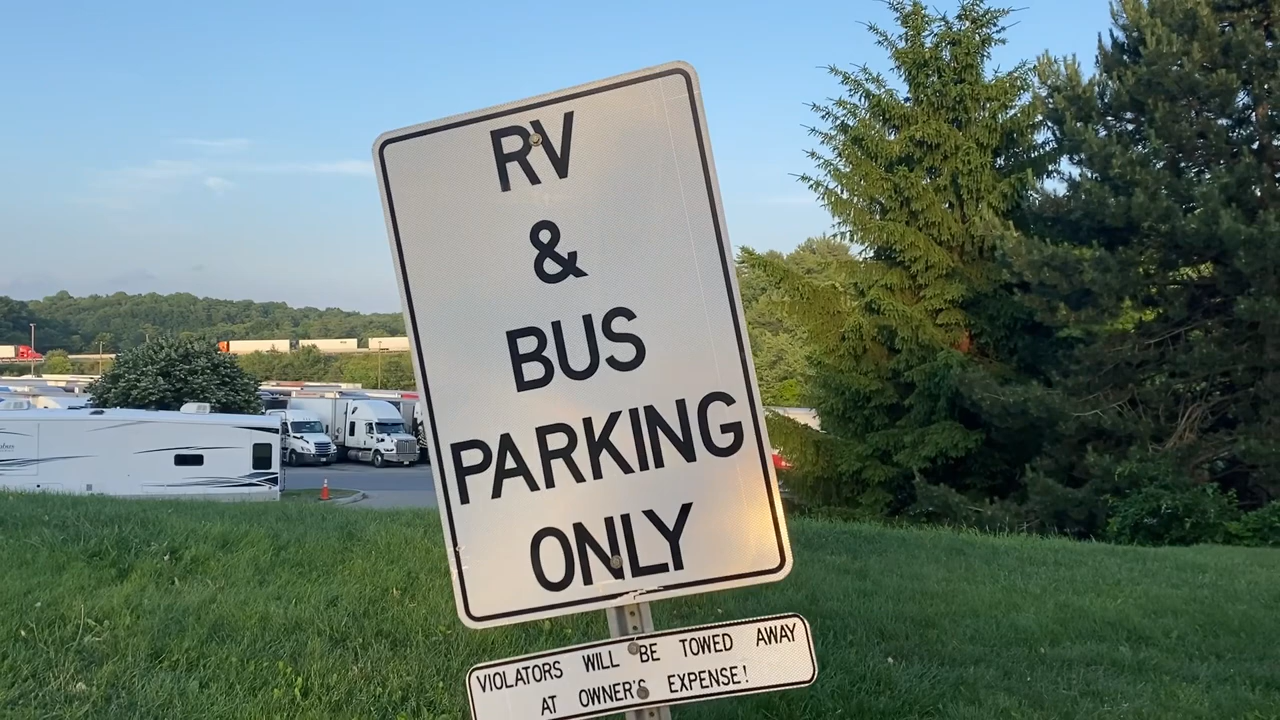 RV
&
BUS
PARKING
ONLY
VIOLATORS WILL BE TOWED AWAY
AT OWNER'S EXPENSE!